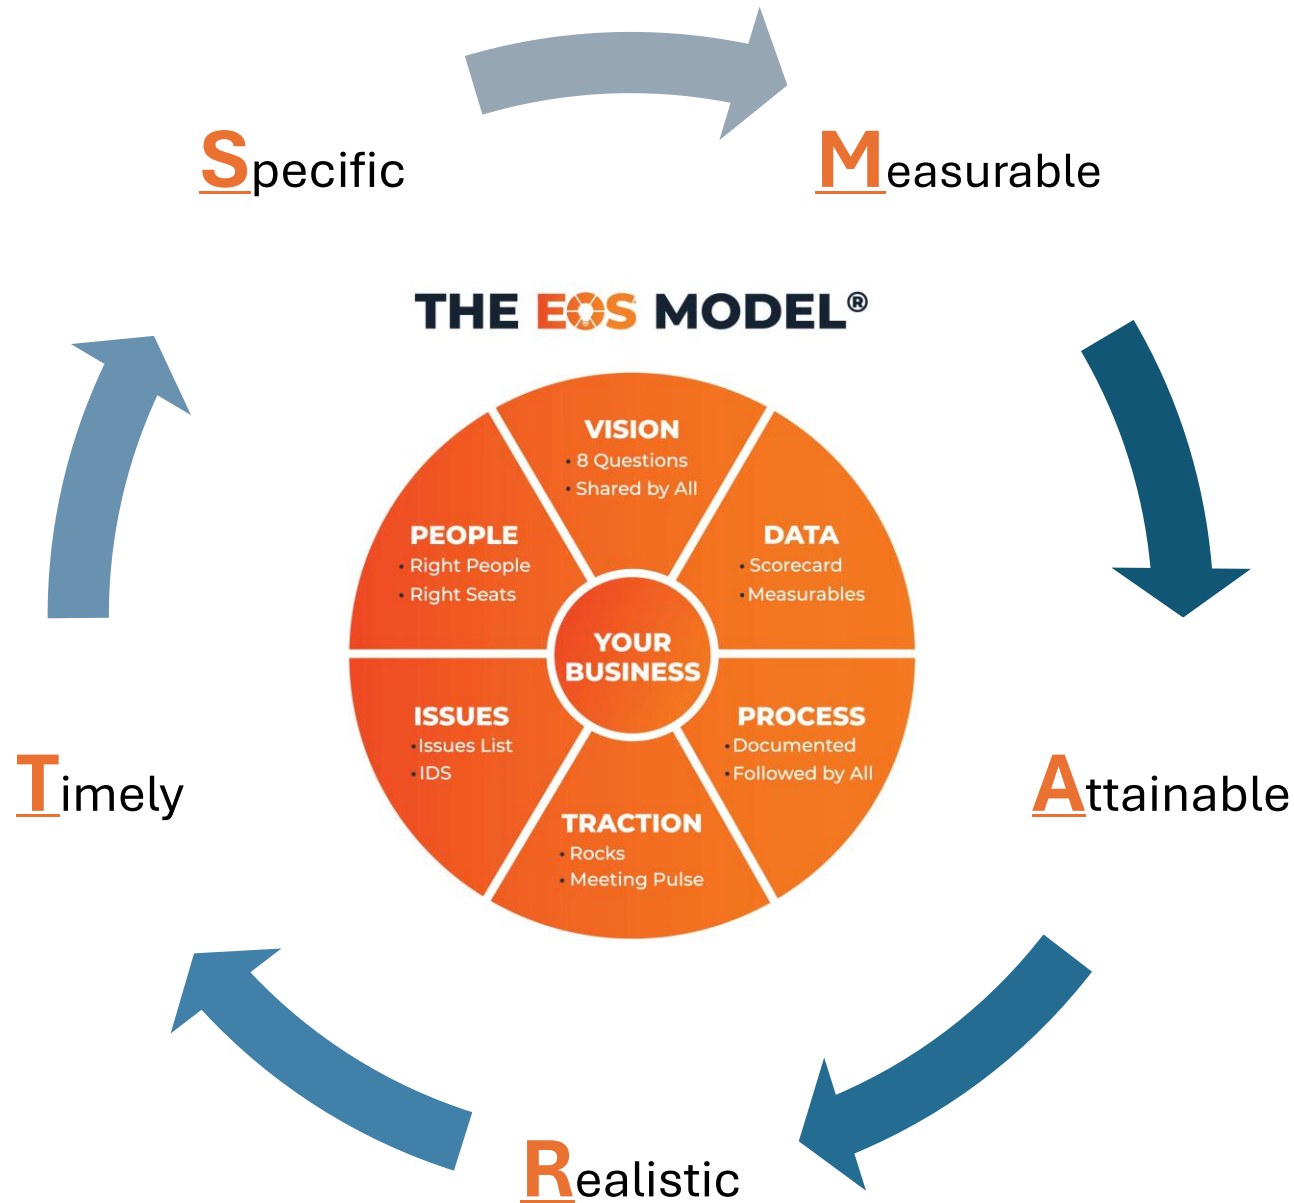 Specific
Measurable
THE EOS MODEL®
VISION
• 8 Questions
• Shared by All
PEOPLE
• Right People
• Right Seats
DATA
• Scorecard
• Measurables
YOUR
BUSINESS
ISSUES
• Issues List
• IDS
PROCESS
• Documented
• Followed by All
TRACTION
• Rocks
• Meeting Pulse
Timely
Attainable
Realistic